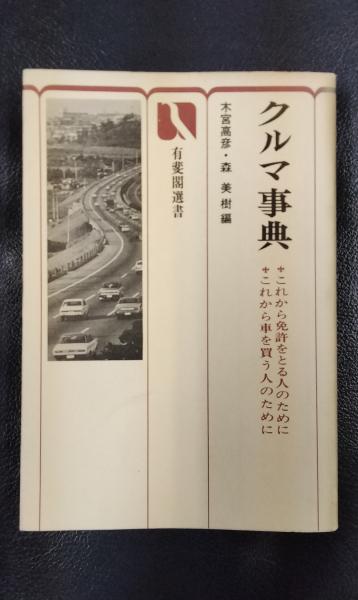 クルマ事典
＊これから免許をとる人のために
＊これから車を買う人のために
木宮高彦・森 美樹 編
有斐閣選書